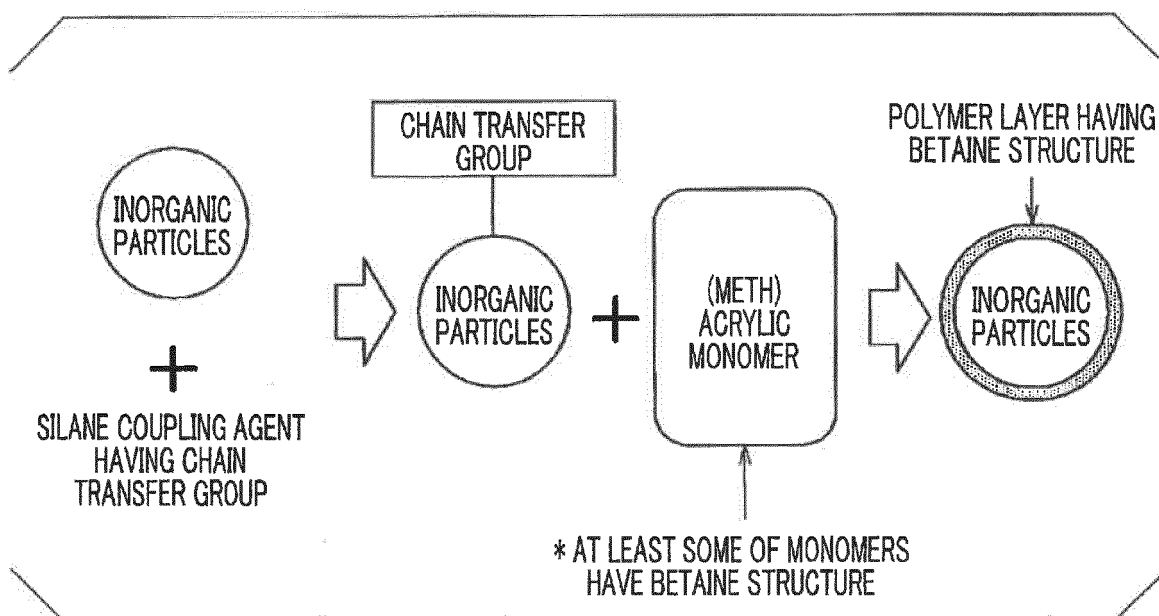 INORGANIC
PARTICLES
+
SILANE COUPLING AGENT
HAVING CHAIN
TRANSFER GROUP
CHAIN TRANSFER
GROUP
INORGANIC
PARTICLES
+
(METH)
ACRYLIC
MONOMER
* AT LEAST SOME OF MONOMERS
HAVE BETAINE STRUCTURE
POLYMER LAYER HAVING
BETAINE STRUCTURE
INORGANIC
PARTICLES